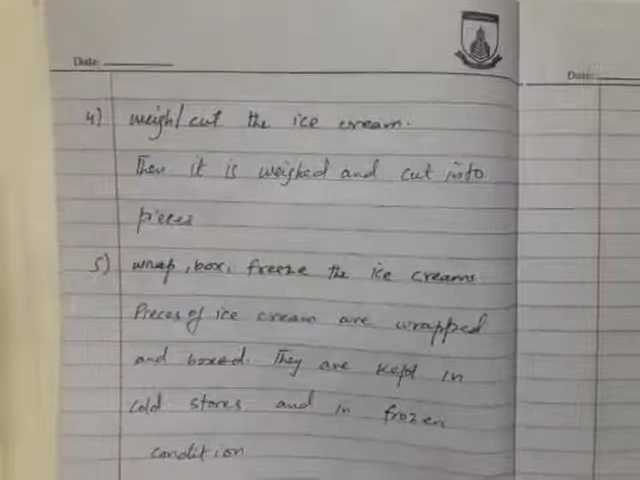 Date:
Date:
4) weigh/cut the ice cream.
Then it is weighed and cut into
pieces
5) wrap, box, freeze the ice creams
Pieces of ice cream are wrapped
and boxed. They are kept in
cold stores and in frozen
condition